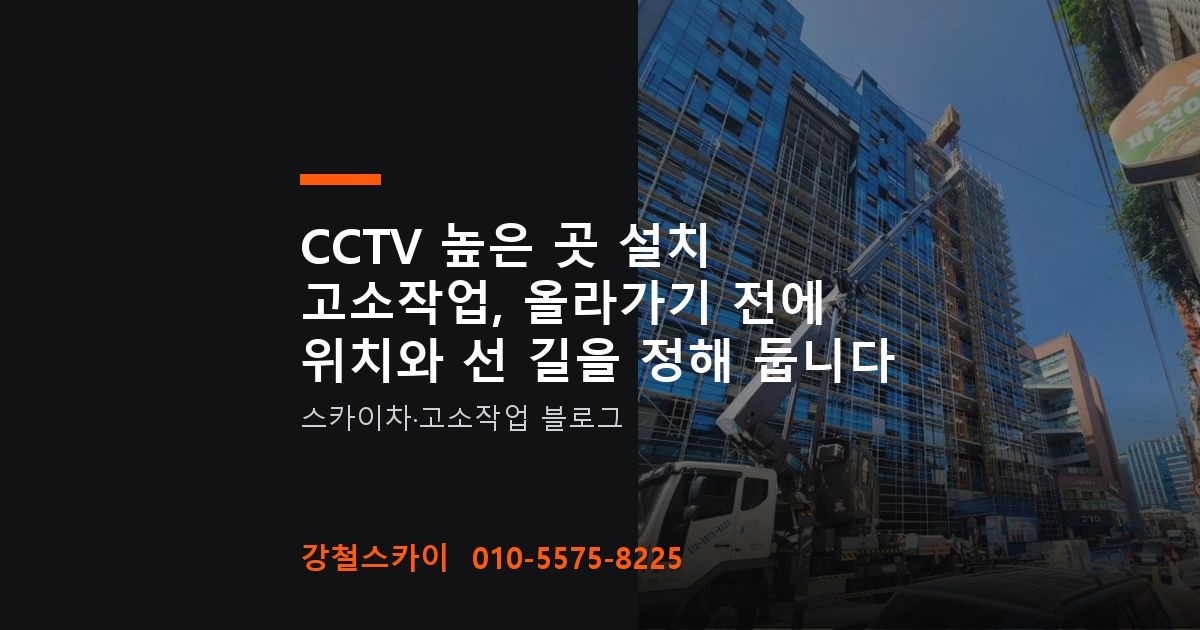 CCTV 높은 곳 설치
고소작업, 올라가기 전에
위치와 선 길을 정해 둡니다
스카이차·고소작업 블로그
강철스카이 010-5575-8225